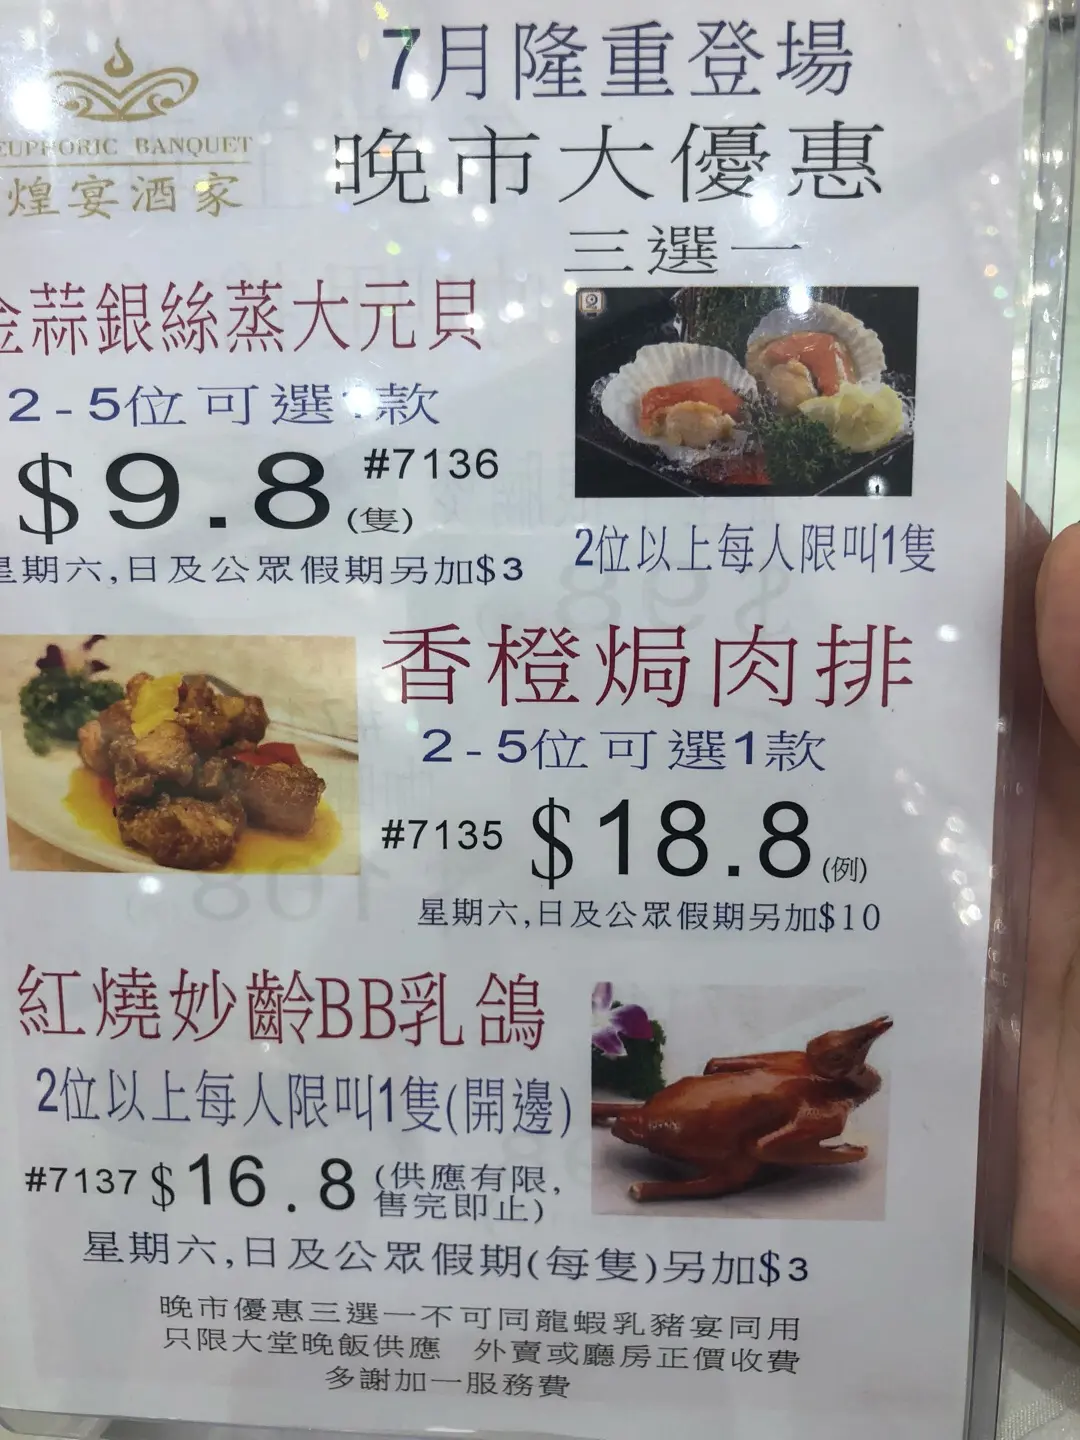 7月隆重登場
晚市大優惠
三選一
EUPHORIC BANQUET
煌宴酒家
金蒜銀絲蒸大元貝
2-5位可選1款
$9.8(隻) #7136
星期六,日及公眾假期另加$3
2位以上每人限叫1隻
香橙焗肉排
2-5位可選1款
#7135 $18.8(例)
星期六,日及公眾假期另加$10
紅燒妙齡BB乳鴿
2位以上每人限叫1隻(開邊)
#7137 $16.8 (供應有限,
售完即止)
星期六,日及公眾假期(每隻)另加$3
晚市優惠三選一不可同龍蝦乳豬宴同用
只限大堂晚飯供應 外賣或廳房正價收費
多謝加一服務費